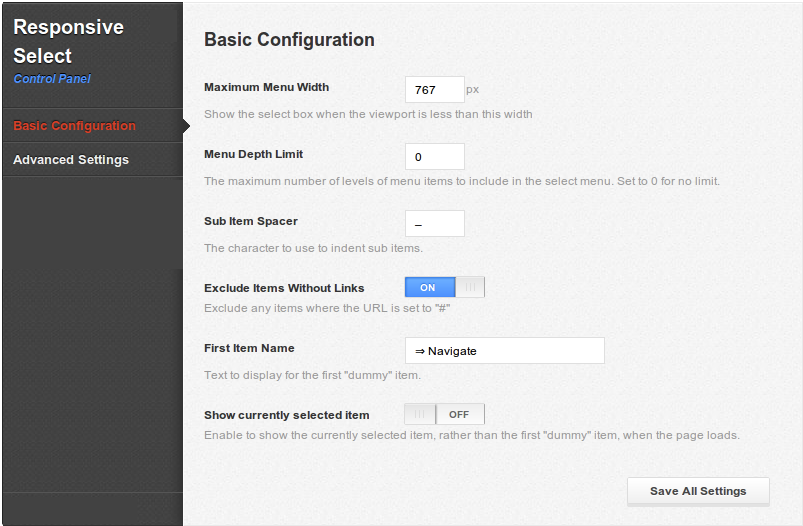 Responsive
Select
Control Panel
Basic Configuration
Advanced Settings
Basic Configuration
Maximum Menu Width 767 px
Show the select box when the viewport is less than this width
Menu Depth Limit 0
The maximum number of levels of menu items to include in the select menu. Set to 0 for no limit.
Sub Item Spacer –
The character to use to indent sub items.
Exclude Items Without Links ON
Exclude any items where the URL is set to "#"
First Item Name ⇒ Navigate
Text to display for the first "dummy" item.
Show currently selected item OFF
Enable to show the currently selected item, rather than the first "dummy" item, when the page loads.
Save All Settings